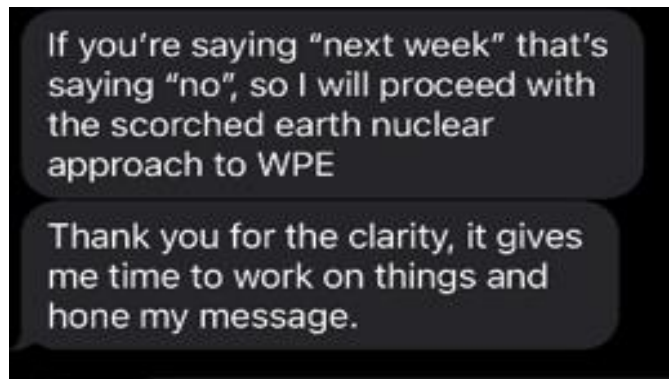 If you’re saying “next week” that’s
saying “no”, so I will proceed with
the scorched earth nuclear
approach to WPE
Thank you for the clarity, it gives
me time to work on things and
hone my message.